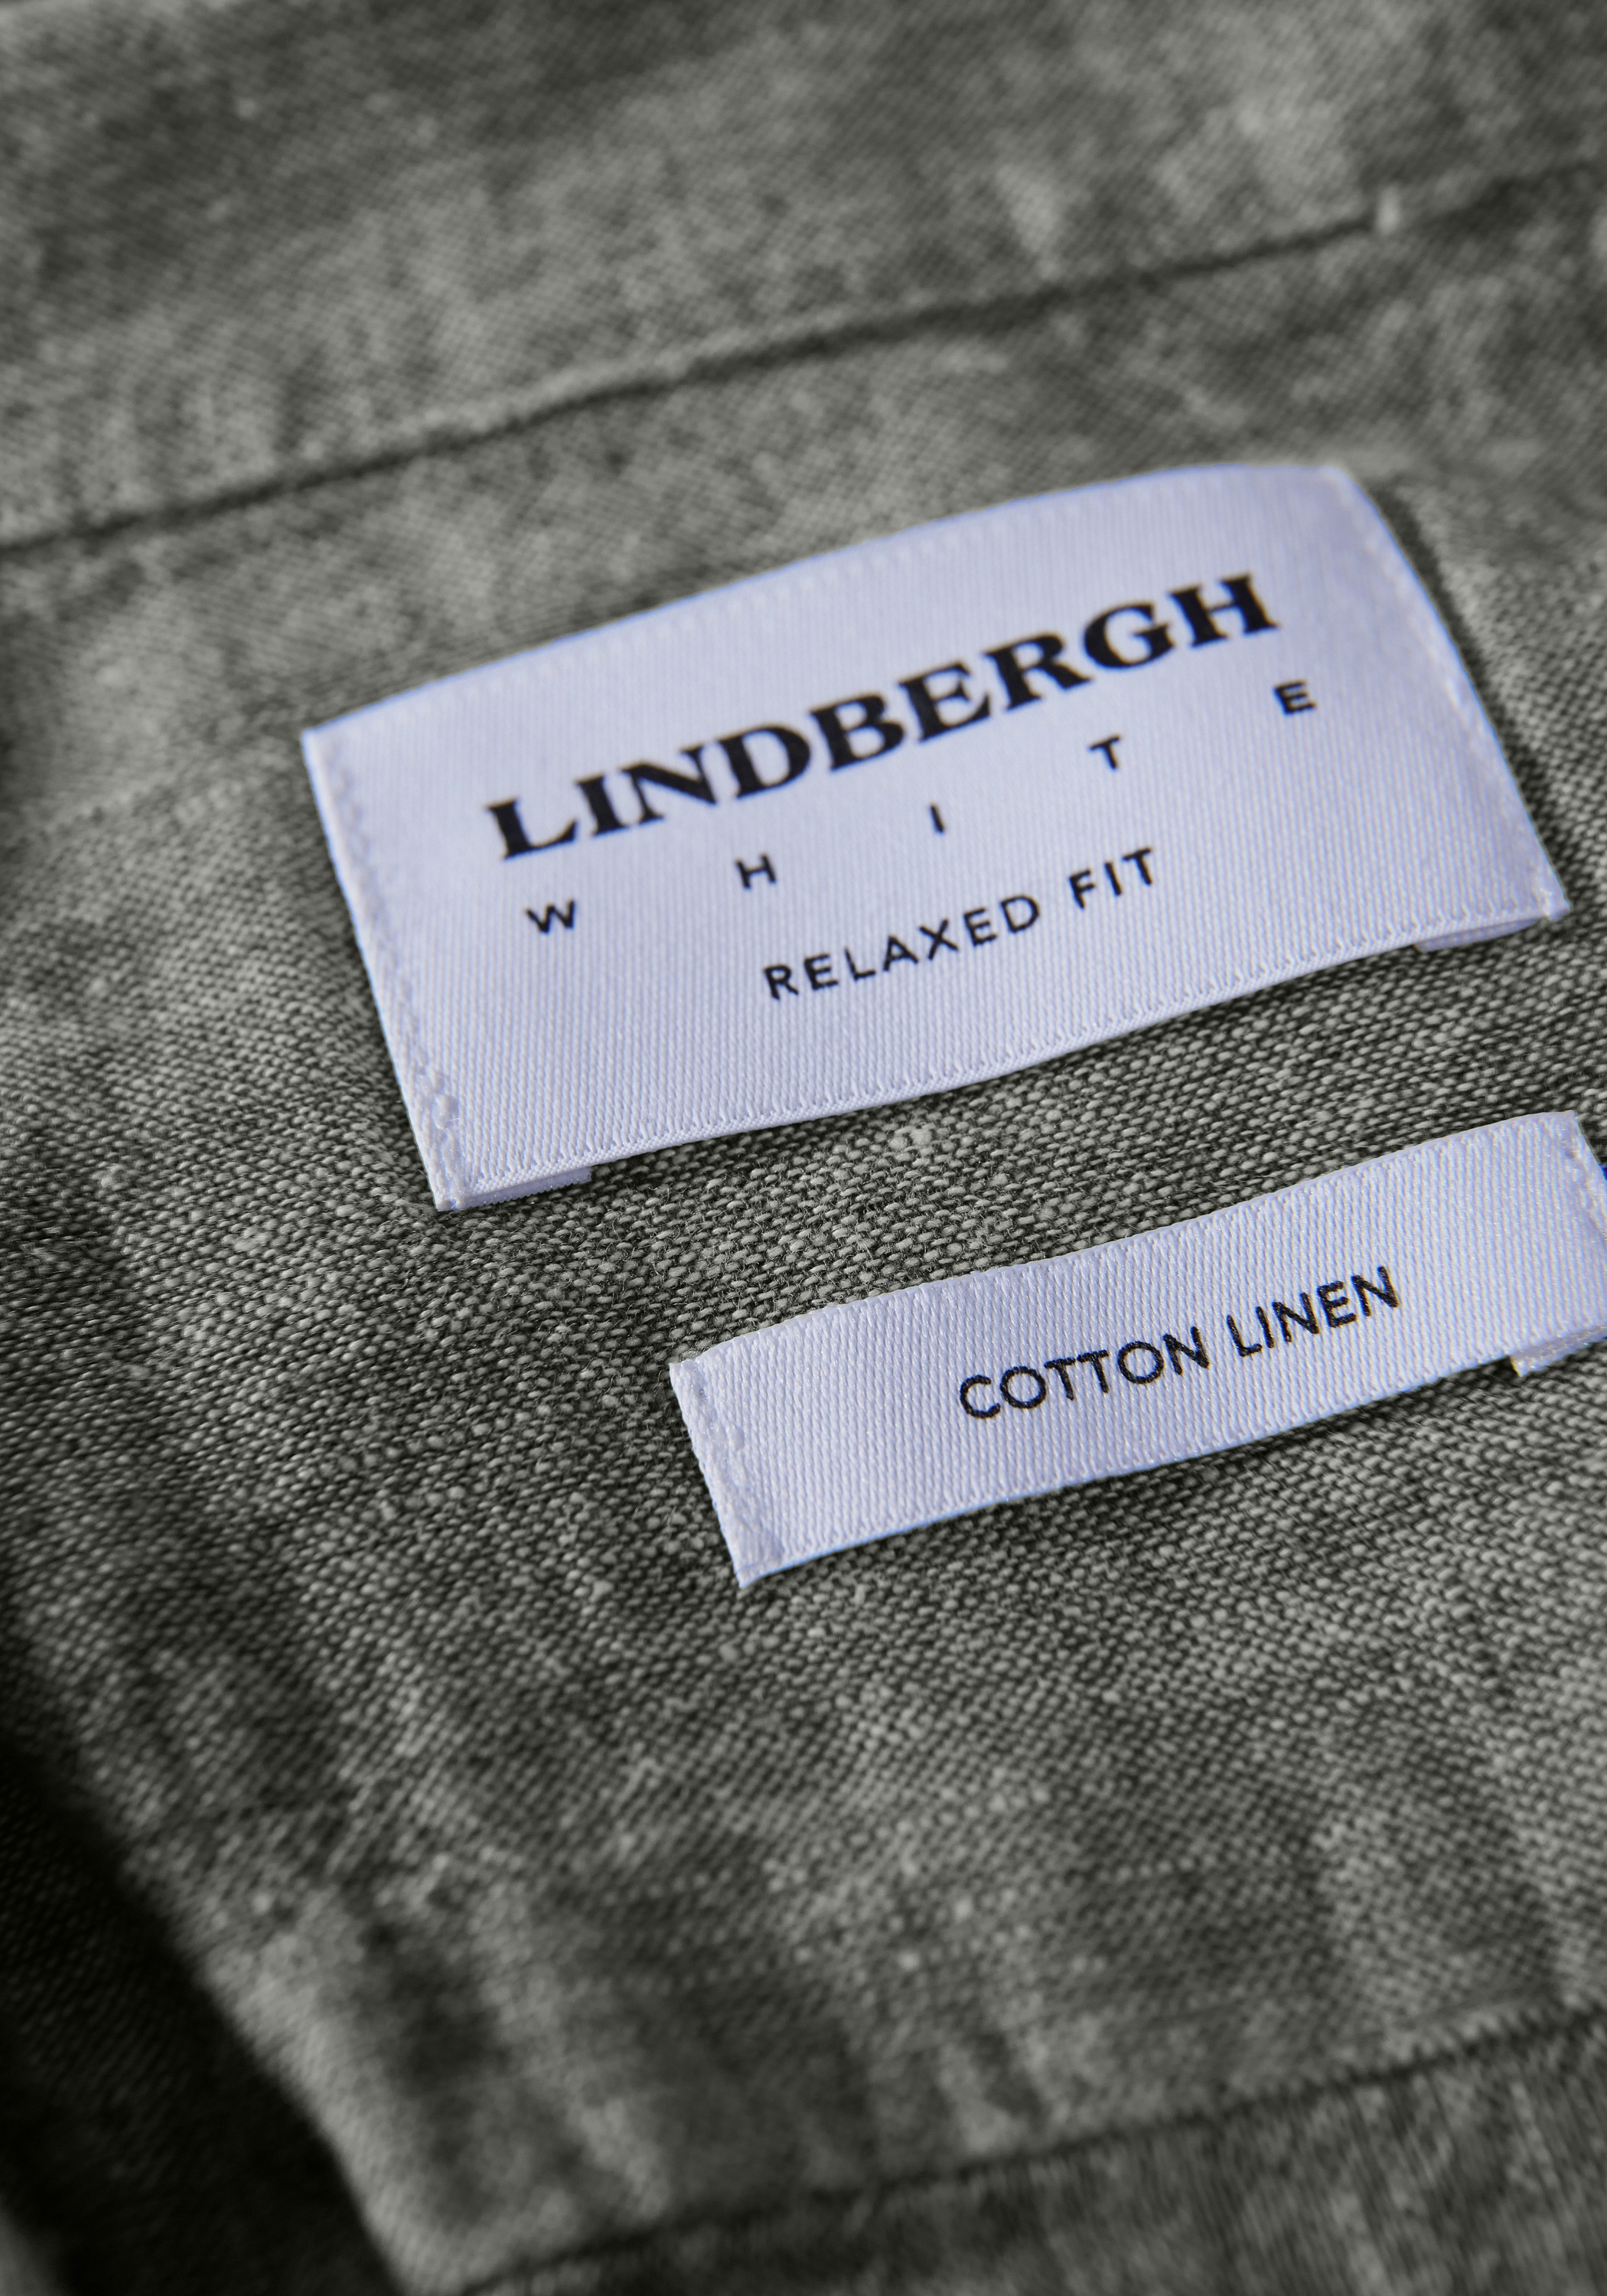 LINDBERGH
WHITE
RELAXED FIT
COTTON LINEN